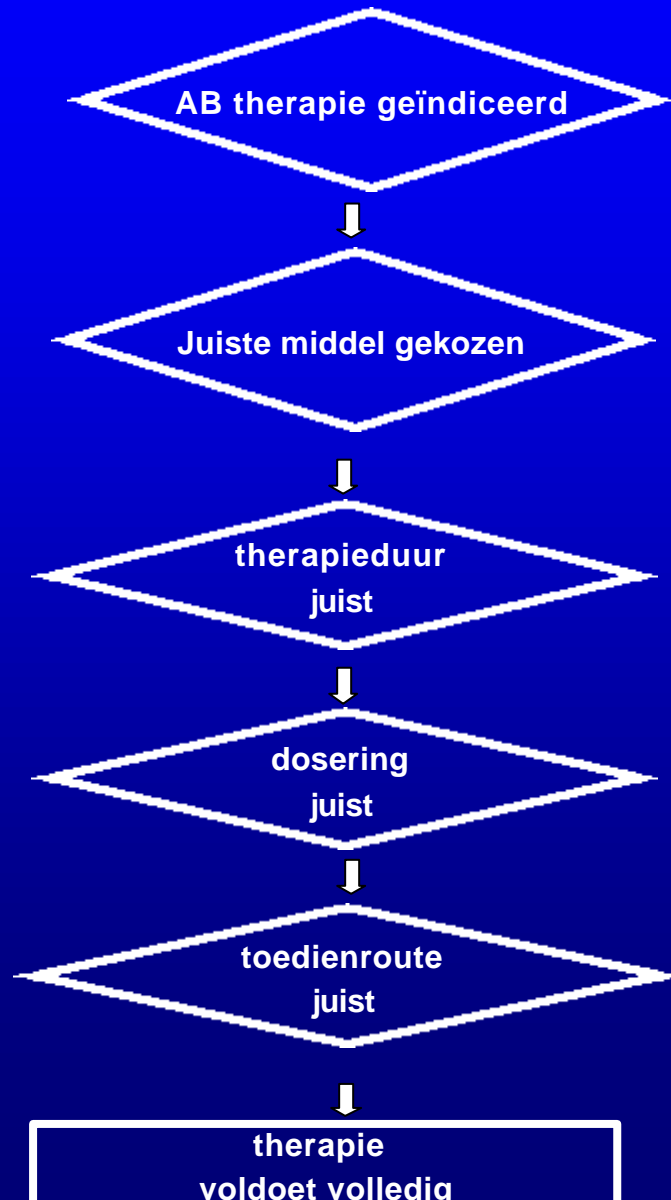 AB therapie geïndiceerd
Juiste middel gekozen
therapieduur
juist
dosering
juist
toedienroute
juist
therapie
voldoet volledig